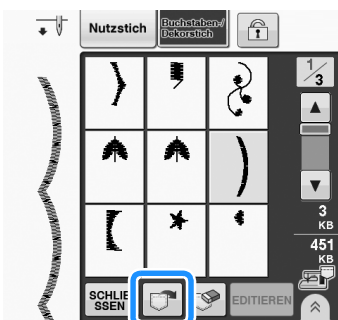 Nutzstich
Buchstaben-/
Dekorstich
1/3
3
KB
451
KB
SCHLIE
SSEN
EDITIEREN